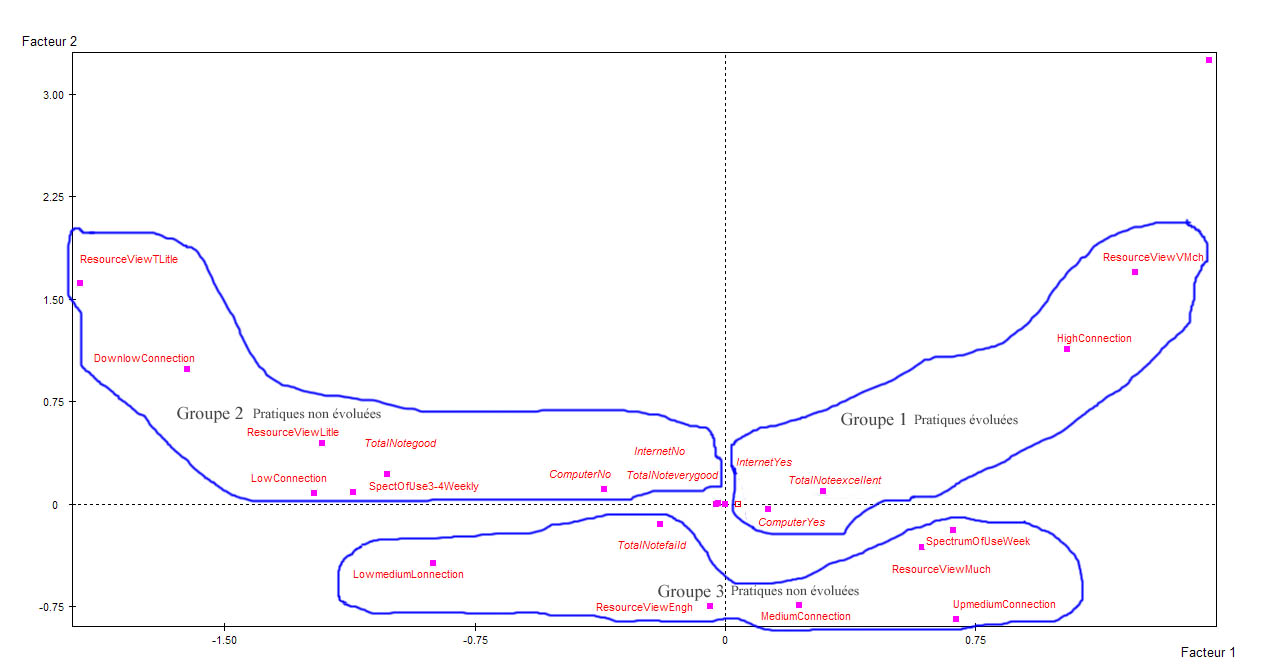 Facteur 2
3.00
2.25
ResourceViewTLitle
ResourceViewVMch
1.50
HighConnection
DownlowConnection
0.75
Groupe 2 Pratiques non évoluées
Groupe 1 Pratiques évoluées
ResourceViewLitle
TotalNotegood
InternetNo
InternetYes
LowConnection
SpectOfUse3-4Weekly
ComputerNo
TotalNoteverygood
TotalNoteexcellent
0
ComputerYes
TotalNotefaild
SpectrumOfUseWeek
LowmediumLonnection
ResourceViewMuch
Groupe 3 Pratiques non évoluées
-0.75
ResourceViewEngh
MediumConnection
UpmediumConnection
-1.50
-0.75
0
0.75
Facteur 1